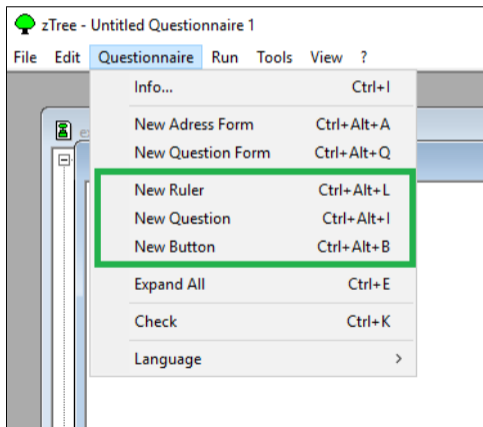 zTree - Untitled Questionnaire 1
File Edit Questionnaire Run Tools View ?
Info... Ctrl+I
New Adress Form Ctrl+Alt+A
New Question Form Ctrl+Alt+Q
New Ruler Ctrl+Alt+L
New Question Ctrl+Alt+I
New Button Ctrl+Alt+B
Expand All Ctrl+E
Check Ctrl+K
Language